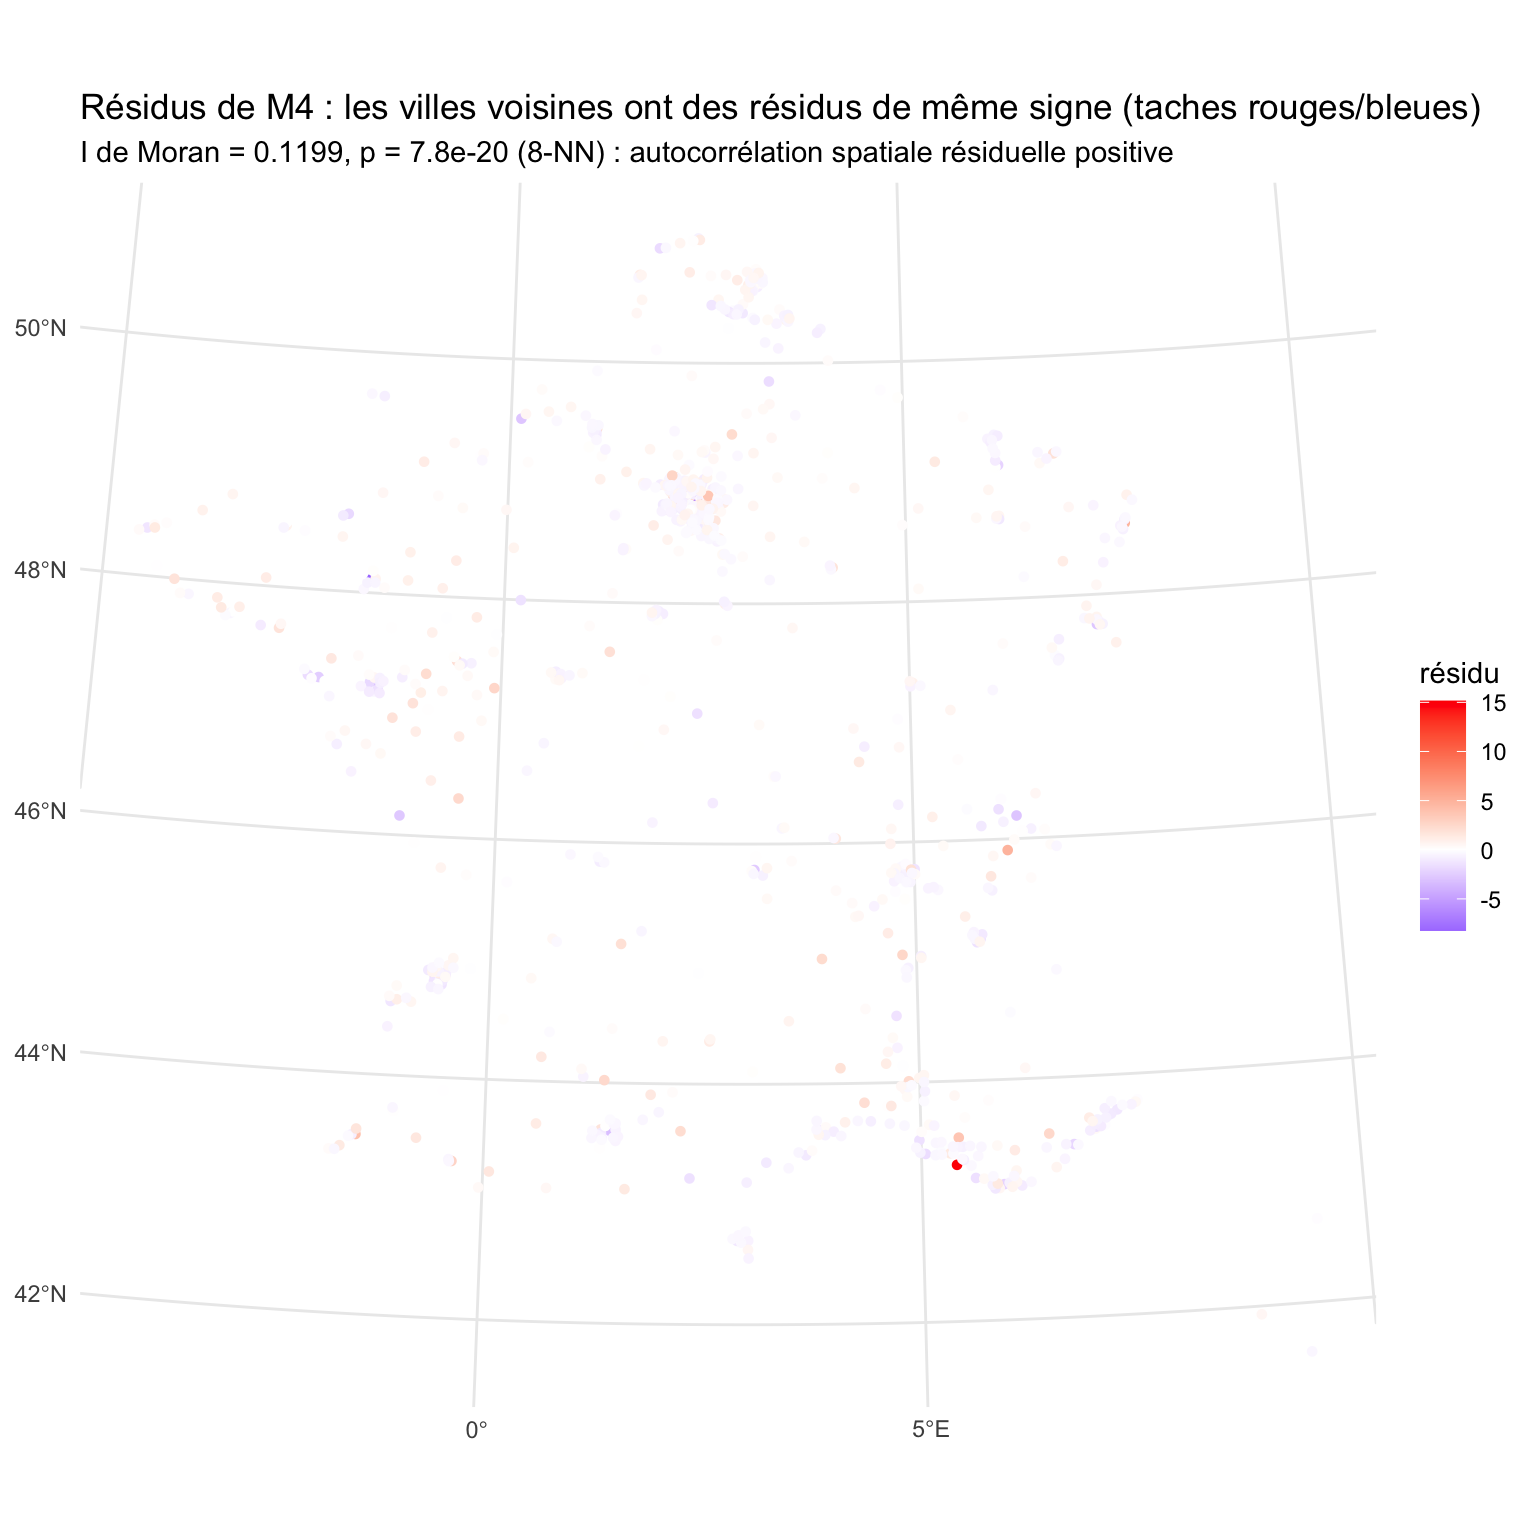 Résidus de M4 : les villes voisines ont des résidus de même signe (taches rouges/bleues)
I de Moran = 0.1199, p = 7.8e-20 (8-NN) : autocorrélation spatiale résiduelle positive
50°N
48°N
46°N
44°N
42°N
0°
5°E
résidu
15
10
5
0
-5